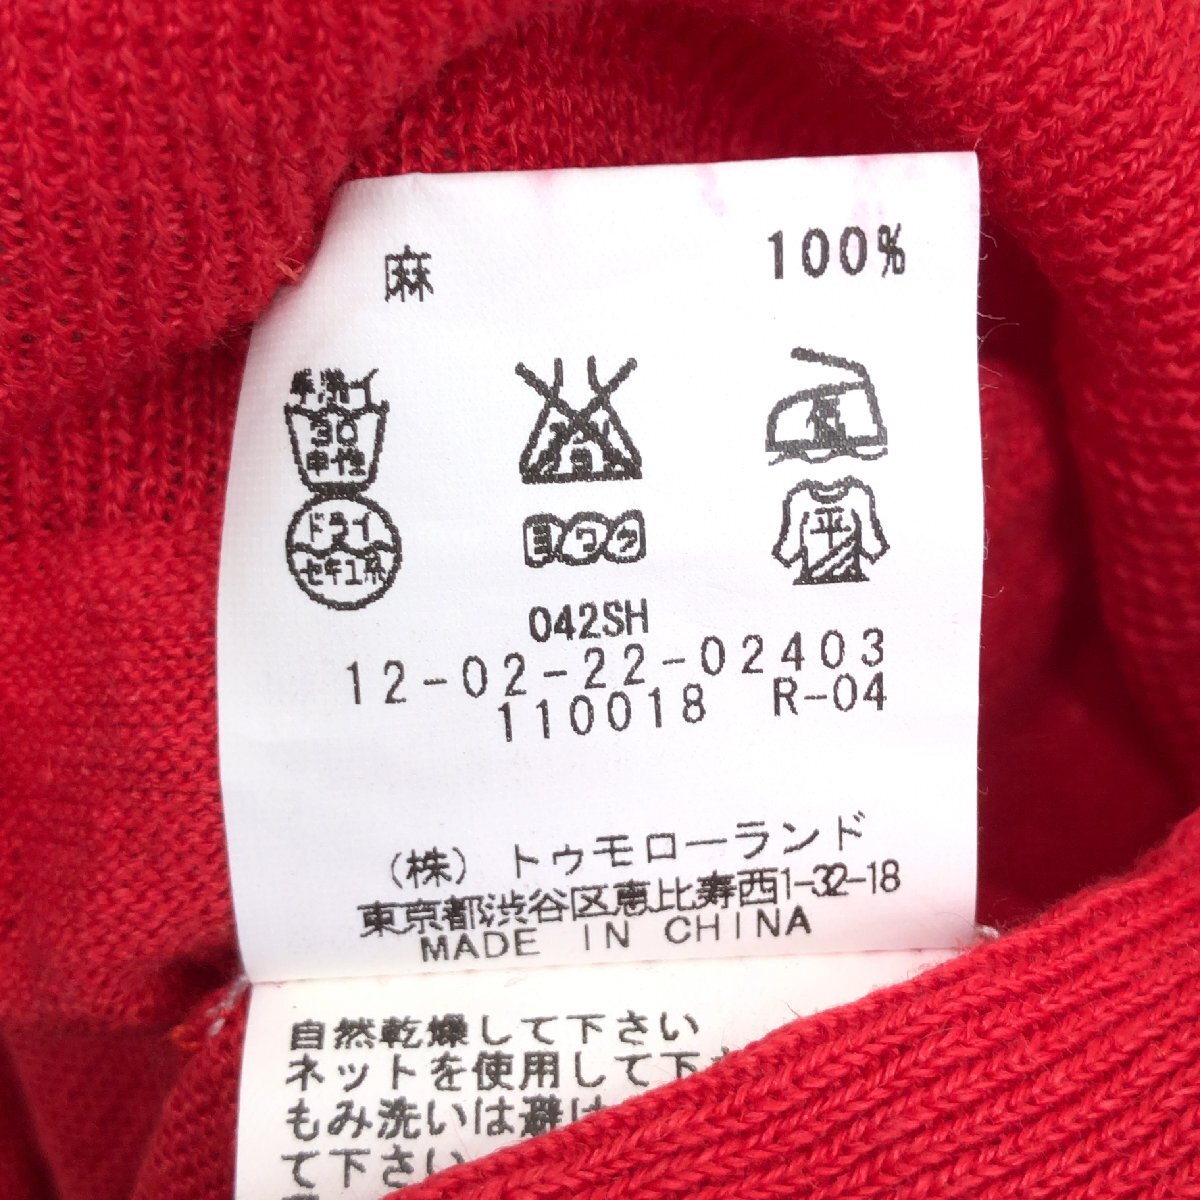 麻 100%
手洗イ
30
中性
ドライ
セキユ系
ヨワク
平
042SH
12-02-22-02403
110018 R-04
(株)トゥモローランド
東京都渋谷区恵比寿西1-32-18
MADE IN CHINA
自然乾燥して下さい
ネットを使用して下さ
もみ洗いは避け
て下さい